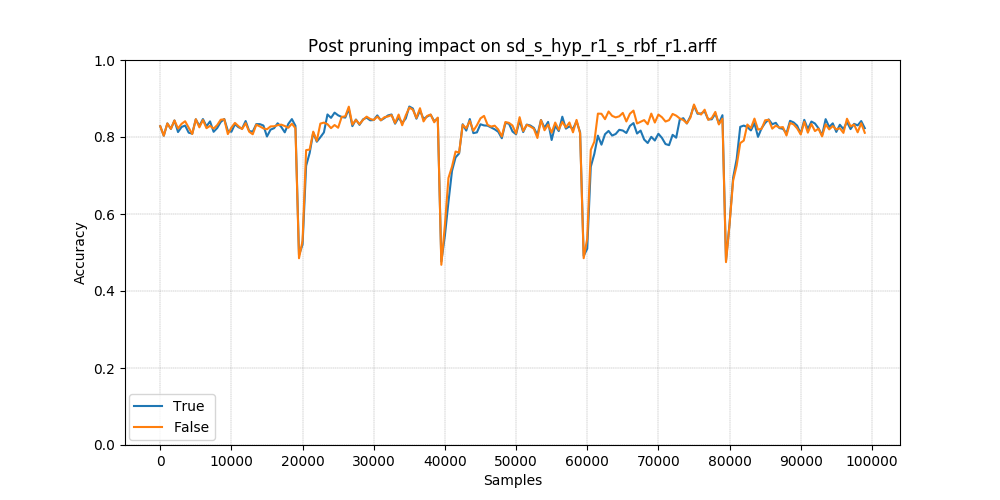 Post pruning impact on sd_s_hyp_r1_s_rbf_r1.arff
1.0
0.8
0.6
0.4
0.2
0.0
Accuracy
True
False
0 10000 20000 30000 40000 50000 60000 70000 80000 90000 100000
Samples